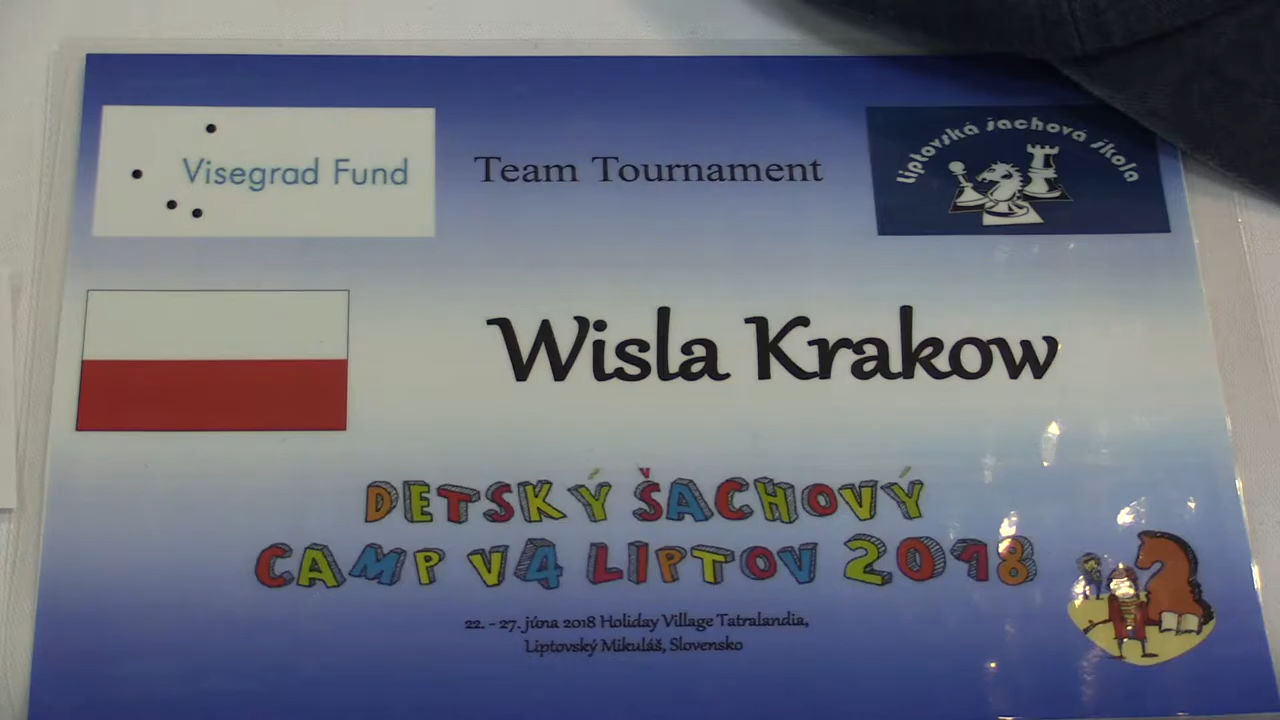 Visegrad Fund
Team Tournament
Liptovská šachová škola
Wisla Krakow
DETSKÝ ŠACHOVÝ
CAMP V4 LIPTOV 2018
22. - 27. júna 2018 Holiday Village Tatralandia,
Liptovský Mikuláš, Slovensko